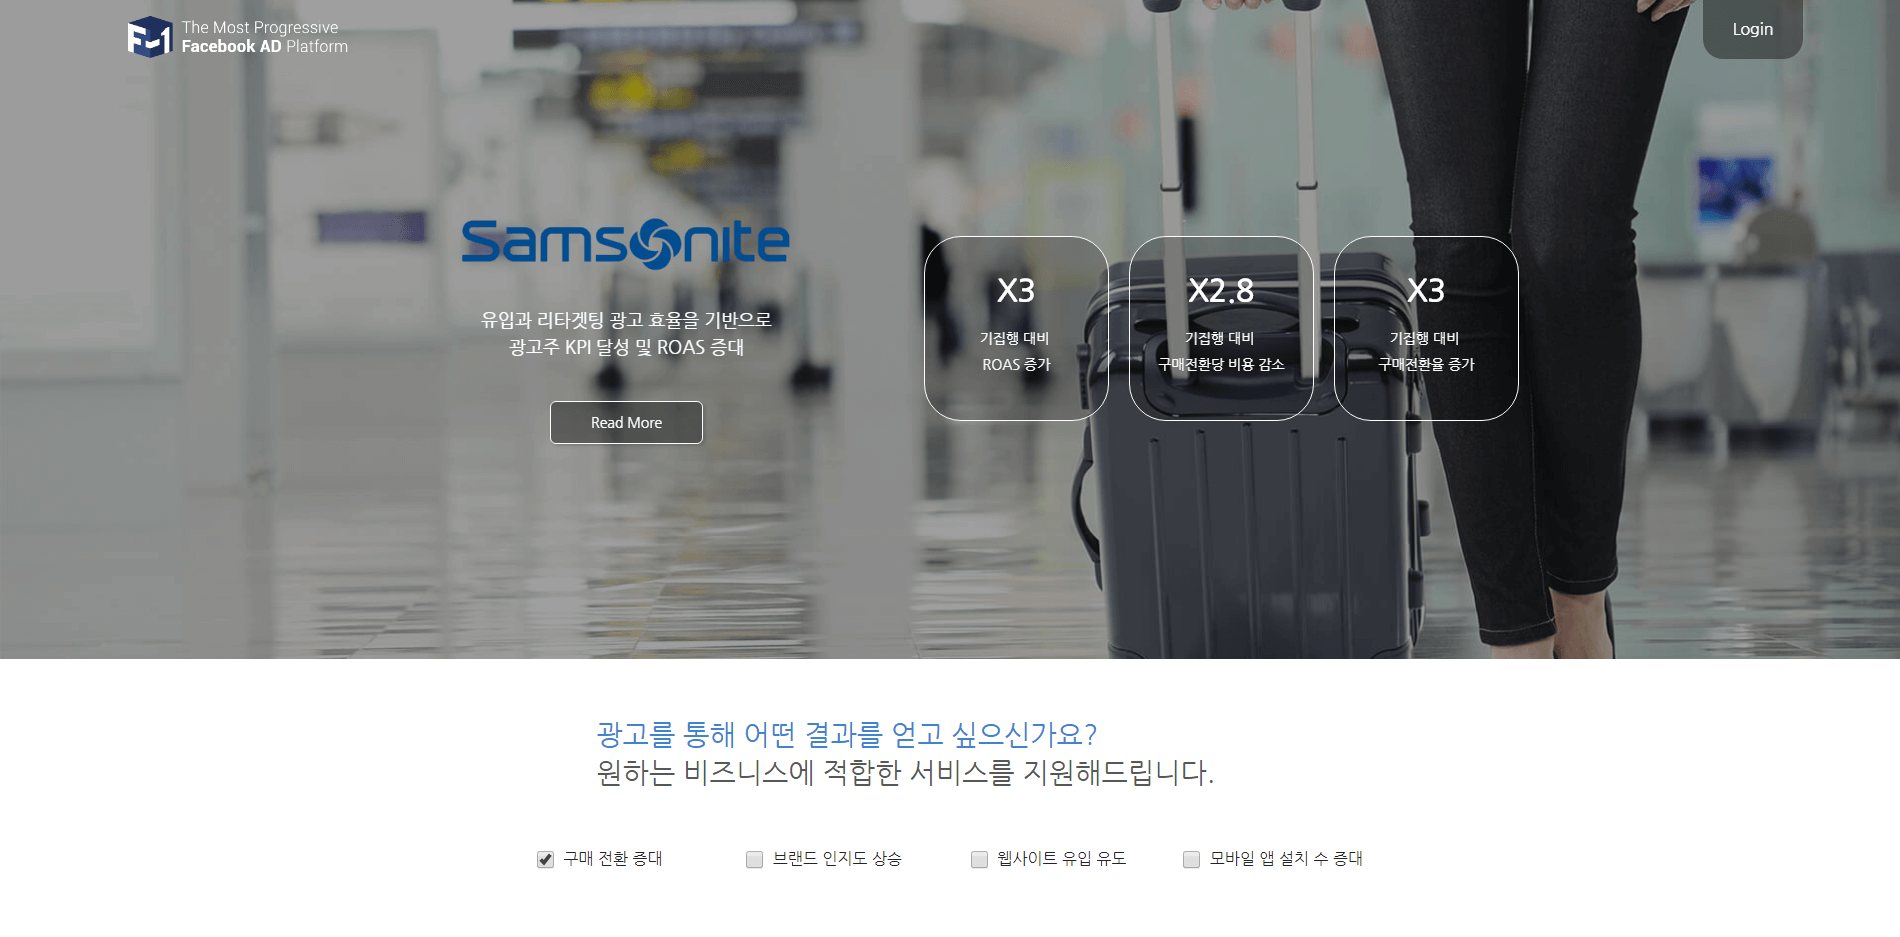 The Most Progressive
Facebook AD Platform
Login
Samsonite
유입과 리타겟팅 광고 효율을 기반으로
광고주 KPI 달성 및 ROAS 증대
Read More
X3
기집행 대비
ROAS 증가
X2.8
기집행 대비
구매전환당 비용 감소
X3
기집행 대비
구매전환율 증가
광고를 통해 어떤 결과를 얻고 싶으신가요?
원하는 비즈니스에 적합한 서비스를 지원해드립니다.
구매 전환 증대
브랜드 인지도 상승
웹사이트 유입 유도
모바일 앱 설치 수 증대